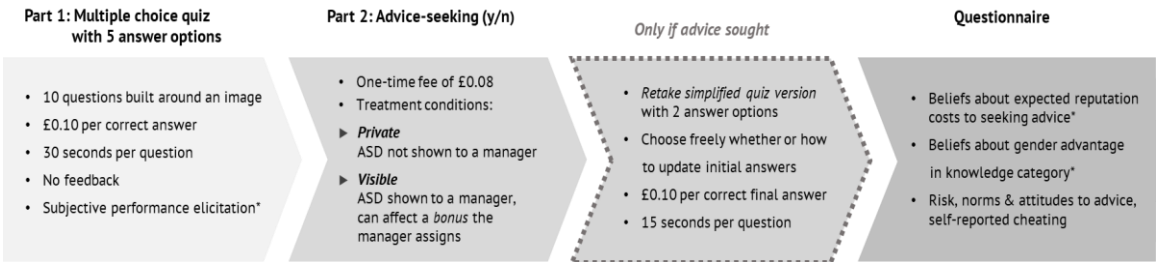 Part 1: Multiple choice quiz
with 5 answer options
• 10 questions built around an image
• £0.10 per correct answer
• 30 seconds per question
• No feedback
• Subjective performance elicitation*
Part 2: Advice-seeking (y/n)
• One-time fee of £0.08
• Treatment conditions:
▶ Private
ASD not shown to a manager
▶ Visible
ASD shown to a manager,
can affect a bonus the
manager assigns
Only if advice sought
• Retake simplified quiz version
with 2 answer options
• Choose freely whether or how
to update initial answers
• £0.10 per correct final answer
• 15 seconds per question
Questionnaire
• Beliefs about expected reputation
costs to seeking advice*
• Beliefs about gender advantage
in knowledge category*
• Risk, norms & attitudes to advice,
self-reported cheating